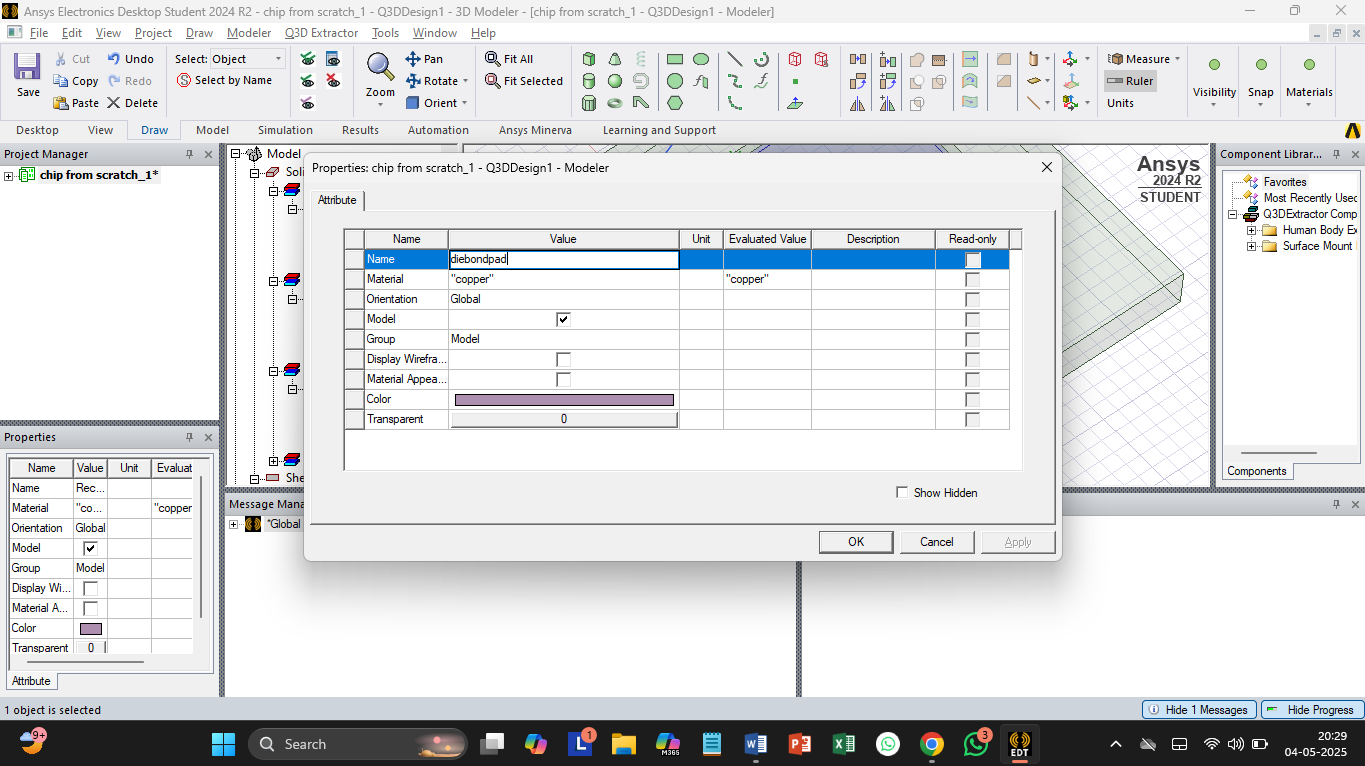 Ansys Electronics Desktop Student 2024 R2 - chip from scratch_1 - Q3DDesign1 - 3D Modeler - [chip from scratch_1 - Q3DDesign1 - Modeler]
File Edit View Project Draw Modeler Q3D Extractor Tools Window Help
Save
Cut
Copy
Paste
Undo
Redo
Delete
Select: Object
Select by Name
Zoom
Pan
Rotate
Orient
Fit All
Fit Selected
Measure
Ruler
Units
Visibility
Snap
Materials
Desktop View Draw Model Simulation Results Automation Ansys Minerva Learning and Support
Project Manager
chip from scratch_1*
Model
Soli
She
Properties: chip from scratch_1 - Q3DDesign1 - Modeler
Attribute
Name Value Unit Evaluated Value Description Read-only
Name diebondpad
Material "copper" "copper"
Orientation Global
Model
Group Model
Display Wirefra...
Material Appea...
Color
Transparent 0
Show Hidden
OK Cancel Apply
Ansys
2024 R2
STUDENT
Component Librar...
Favorites
Most Recently Usec
Q3DExtractor Comp
Human Body Ex
Surface Mount
Components
Properties
Name Value Unit Evaluat
Name Rec...
Material "co... "copper
Orientation Global
Model
Group Model
Display Wi...
Material A...
Color
Transparent 0
Attribute
Message Mana
*Global
1 object is selected
Hide 1 Messages
Hide Progress
9+
Search
1
M365
3
EDT
20:29
04-05-2025